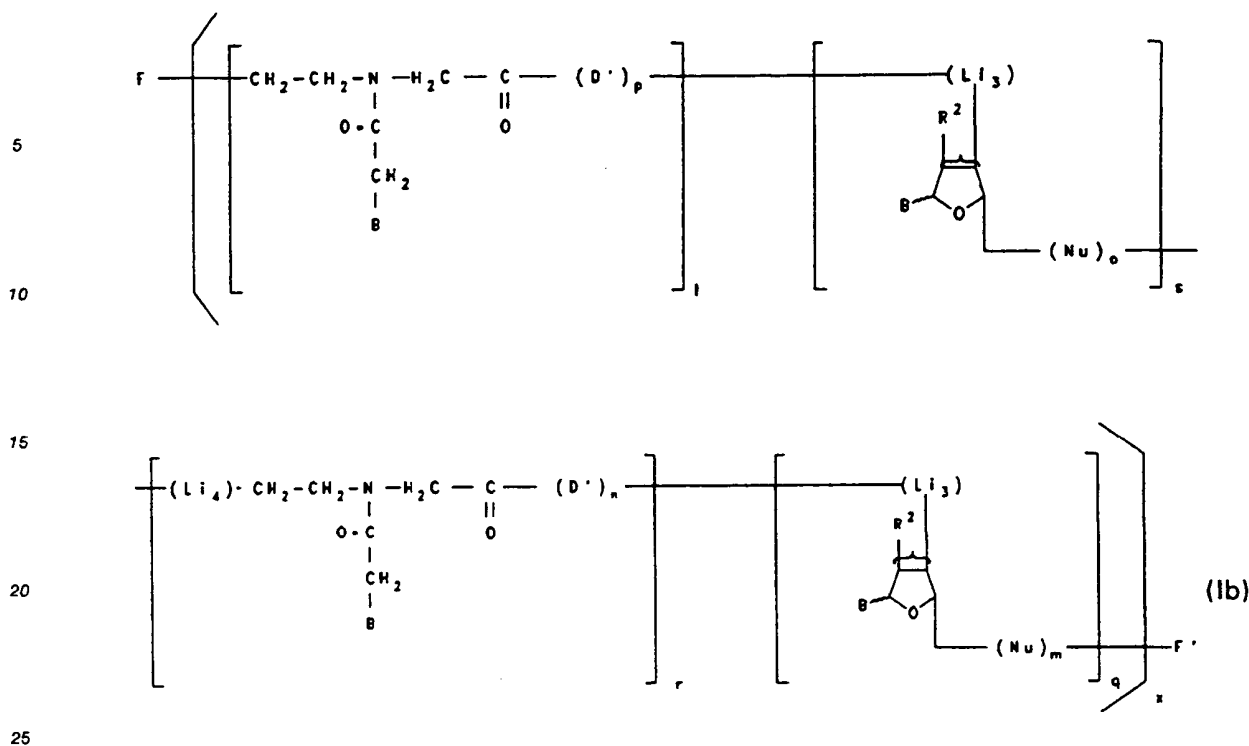 F CH₂-CH₂-N-H₂C-C-(D')ₚ (Li₃)
|  ||  R²
5 O=C O
|
CH₂
| B O
B (Nu)ₒ
10 l s
15
(Li₄)-CH₂-CH₂-N-H₂C-C-(D')ₙ (Li₃)
| || R²
O=C O
|
20 CH₂ (Ib)
| B O
B (Nu)ₘ F'
r q x
25